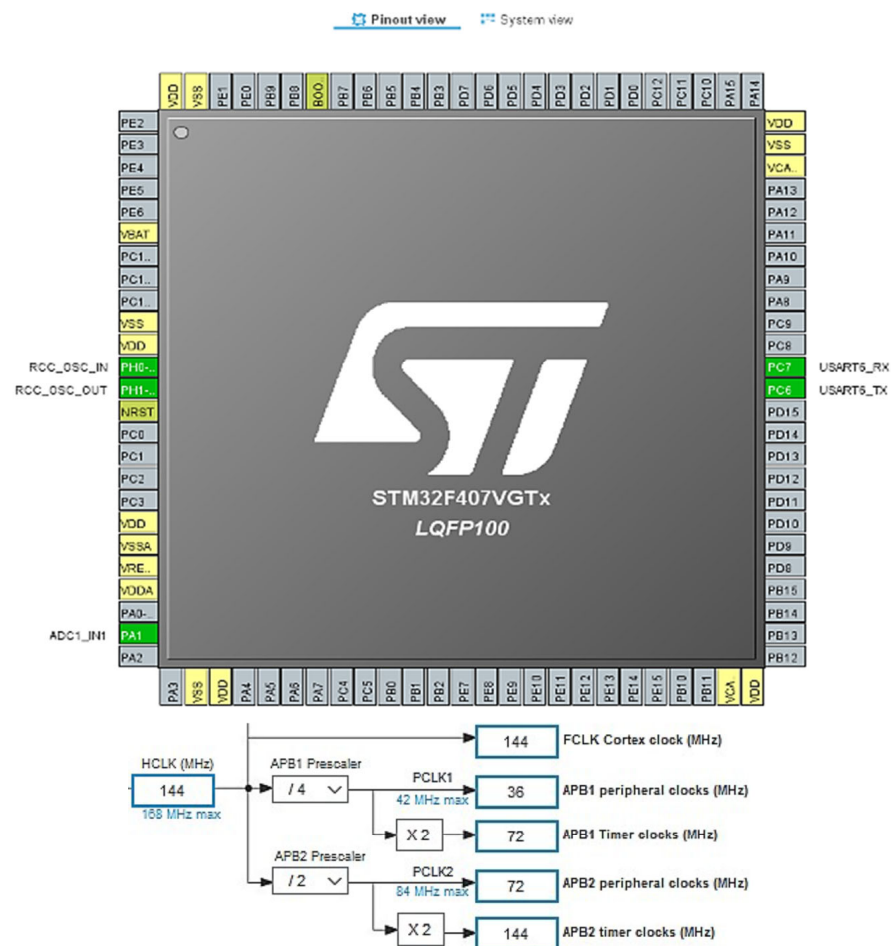 Pinout view
System view
VDD VSS PE1 PE0 PB9 PB8 BOO.. PB7 PB6 PB5 PB4 PB3 PD7 PD6 PD5 PD4 PD3 PD2 PD1 PD0 PC12 PC11 PC10 PA15 PA14
PE2
PE3
PE4
PE5
PE6
VBAT
PC1..
PC1..
PC1..
VSS
VDD
RCC_OSC_IN PH0-..
RCC_OSC_OUT PH1-..
NRST
PC0
PC1
PC2
PC3
VDD
VSSA
VRE..
VDDA
PA0-..
ADC1_IN1 PA1
PA2
ST
STM32F407VGTx
LQFP100
VDD
VSS
VCA..
PA13
PA12
PA11
PA10
PA9
PA8
PC9
PC8
PC7 USART6_RX
PC6 USART6_TX
PD15
PD14
PD13
PD12
PD11
PD10
PD9
PD8
PB15
PB14
PB13
PB12
PA3 VSS VDD PA4 PA5 PA6 PA7 PC4 PC5 PB0 PB1 PB2 PE7 PE8 PE9 PE10 PE11 PE12 PE13 PE14 PE15 PB10 PB11 VCA.. VDD
144 FCLK Cortex clock (MHz)
HCLK (MHz)
144
168 MHz max
APB1 Prescaler
/ 4
PCLK1
42 MHz max
36 APB1 peripheral clocks (MHz)
X 2
72 APB1 Timer clocks (MHz)
APB2 Prescaler
/ 2
PCLK2
84 MHz max
72 APB2 peripheral clocks (MHz)
X 2
144 APB2 timer clocks (MHz)